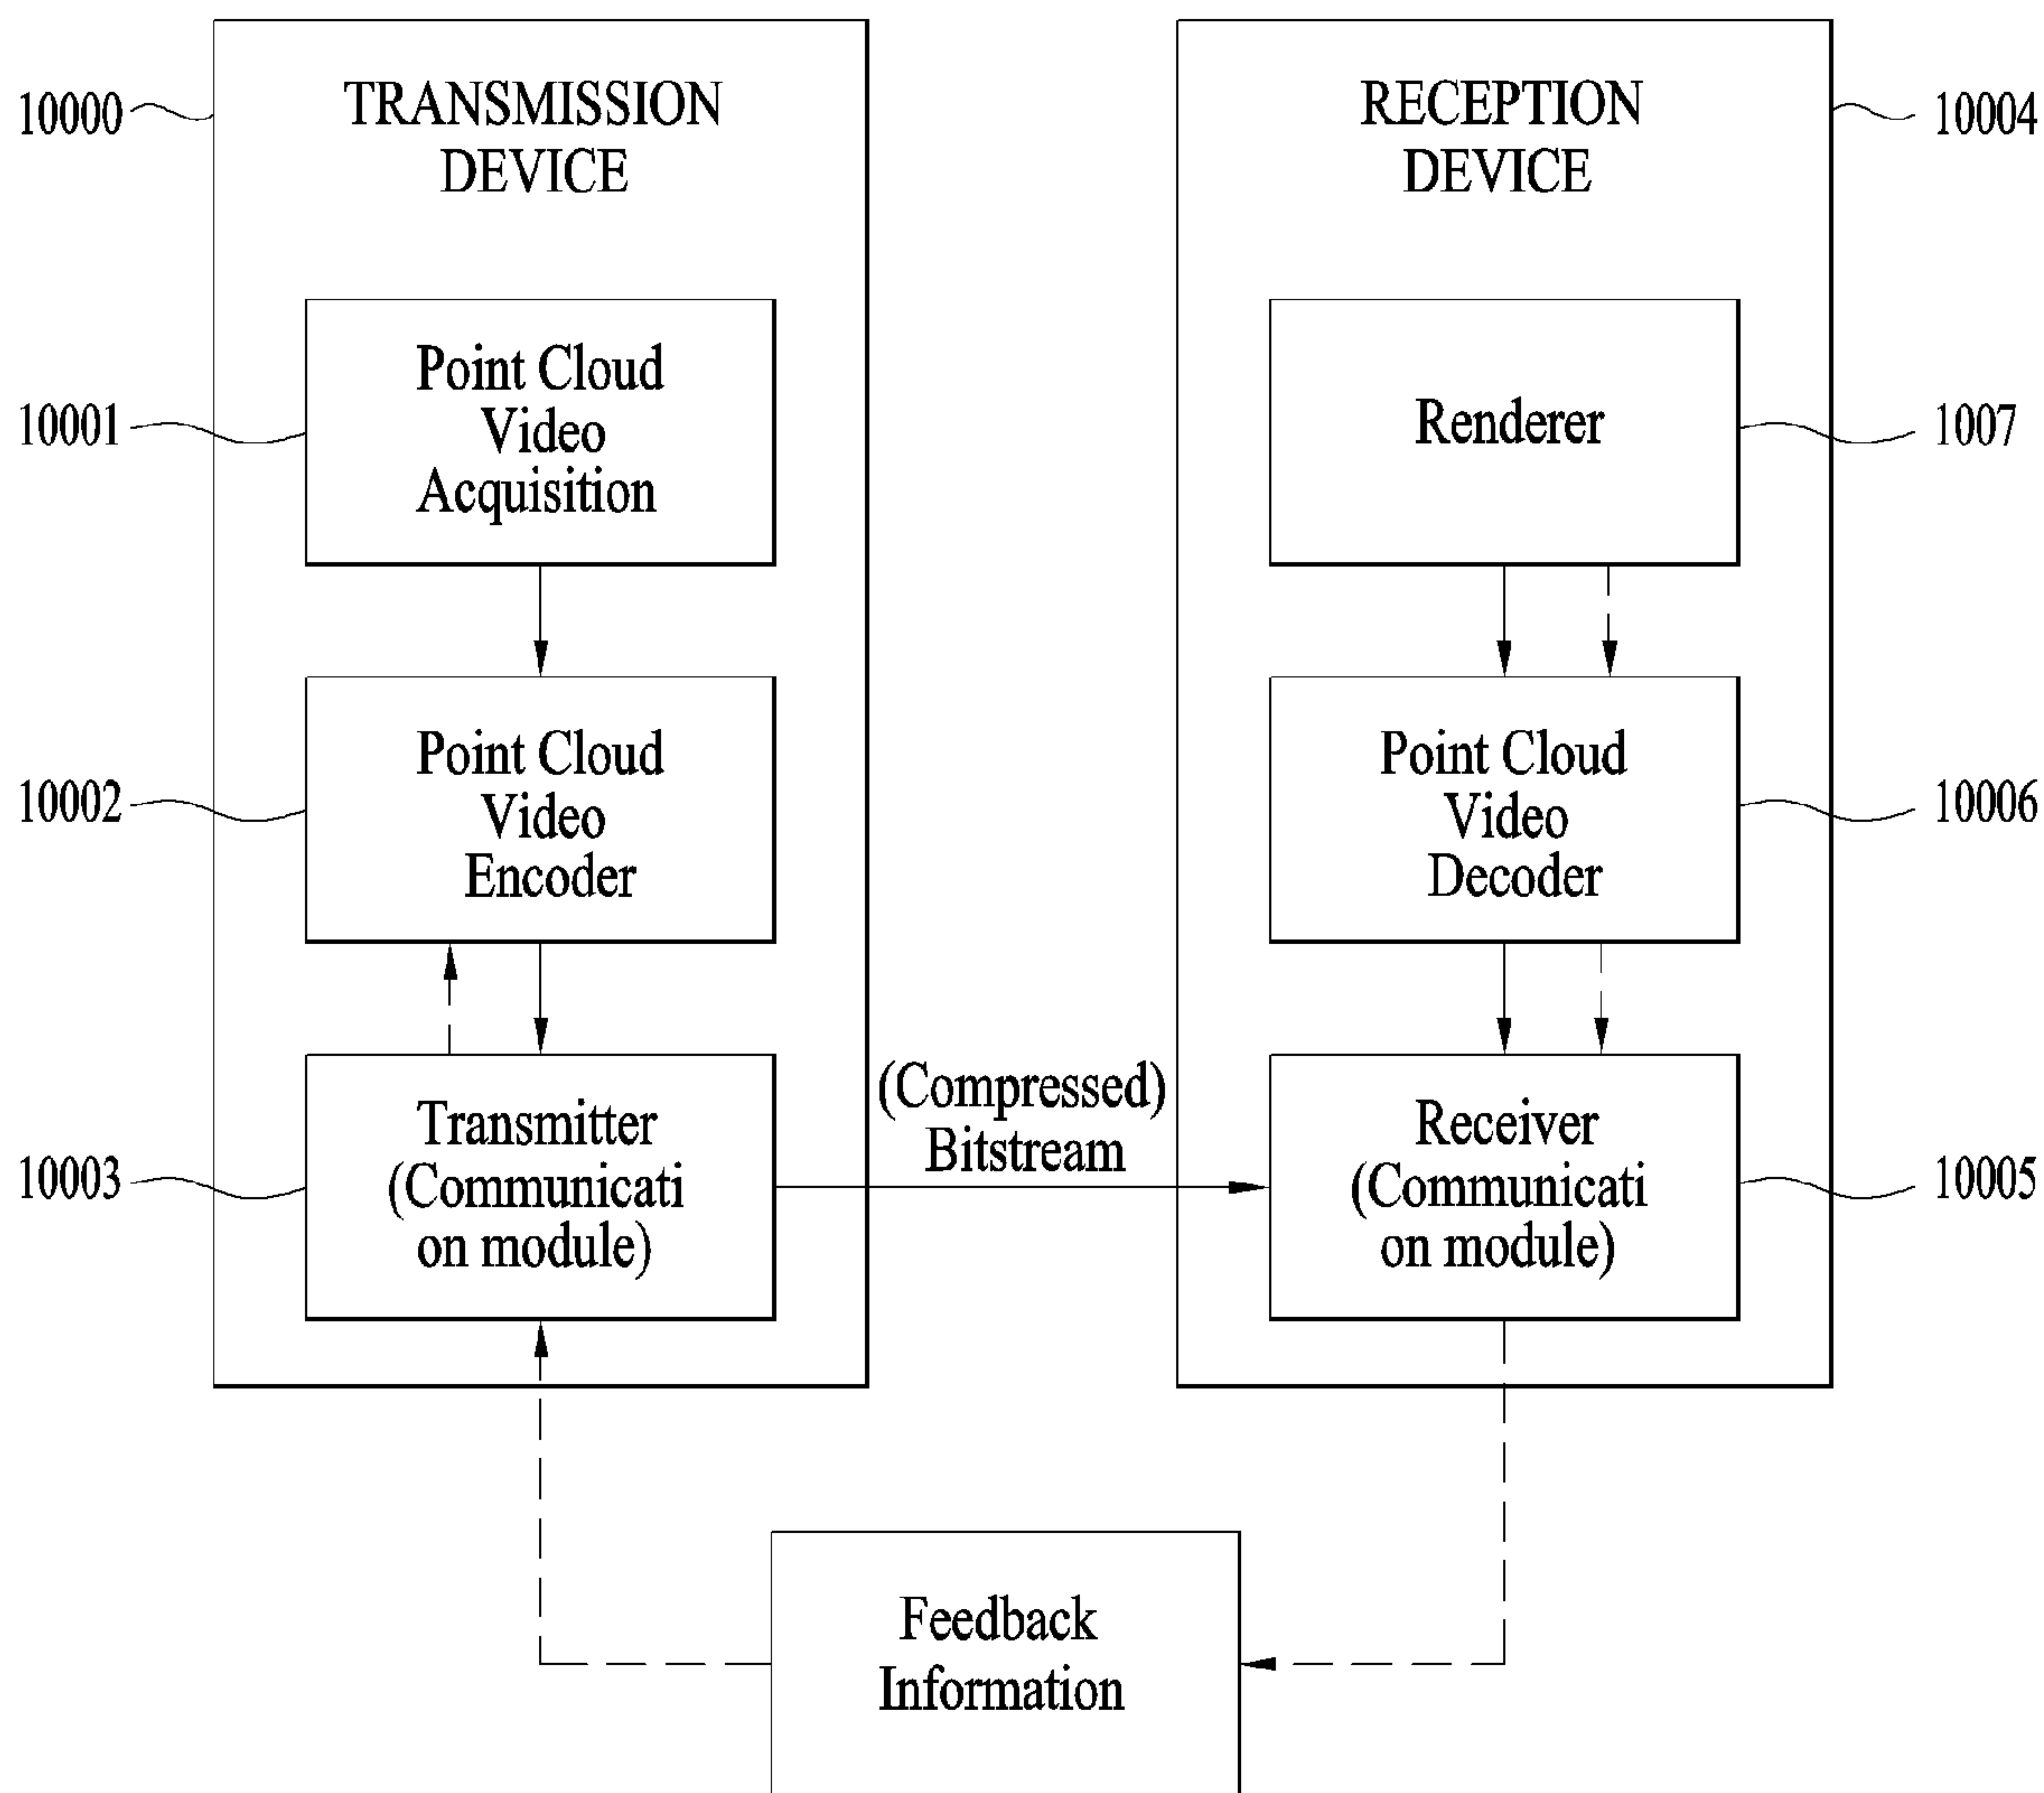 TRANSMISSION
DEVICE
10000
Point Cloud
Video
Acquisition
10001
Point Cloud
Video
Encoder
10002
Transmitter
(Communicati
on module)
10003
(Compressed)
Bitstream
RECEPTION
DEVICE
10004
Renderer
1007
Point Cloud
Video
Decoder
10006
Receiver
(Communicati
on module)
10005
Feedback
Information